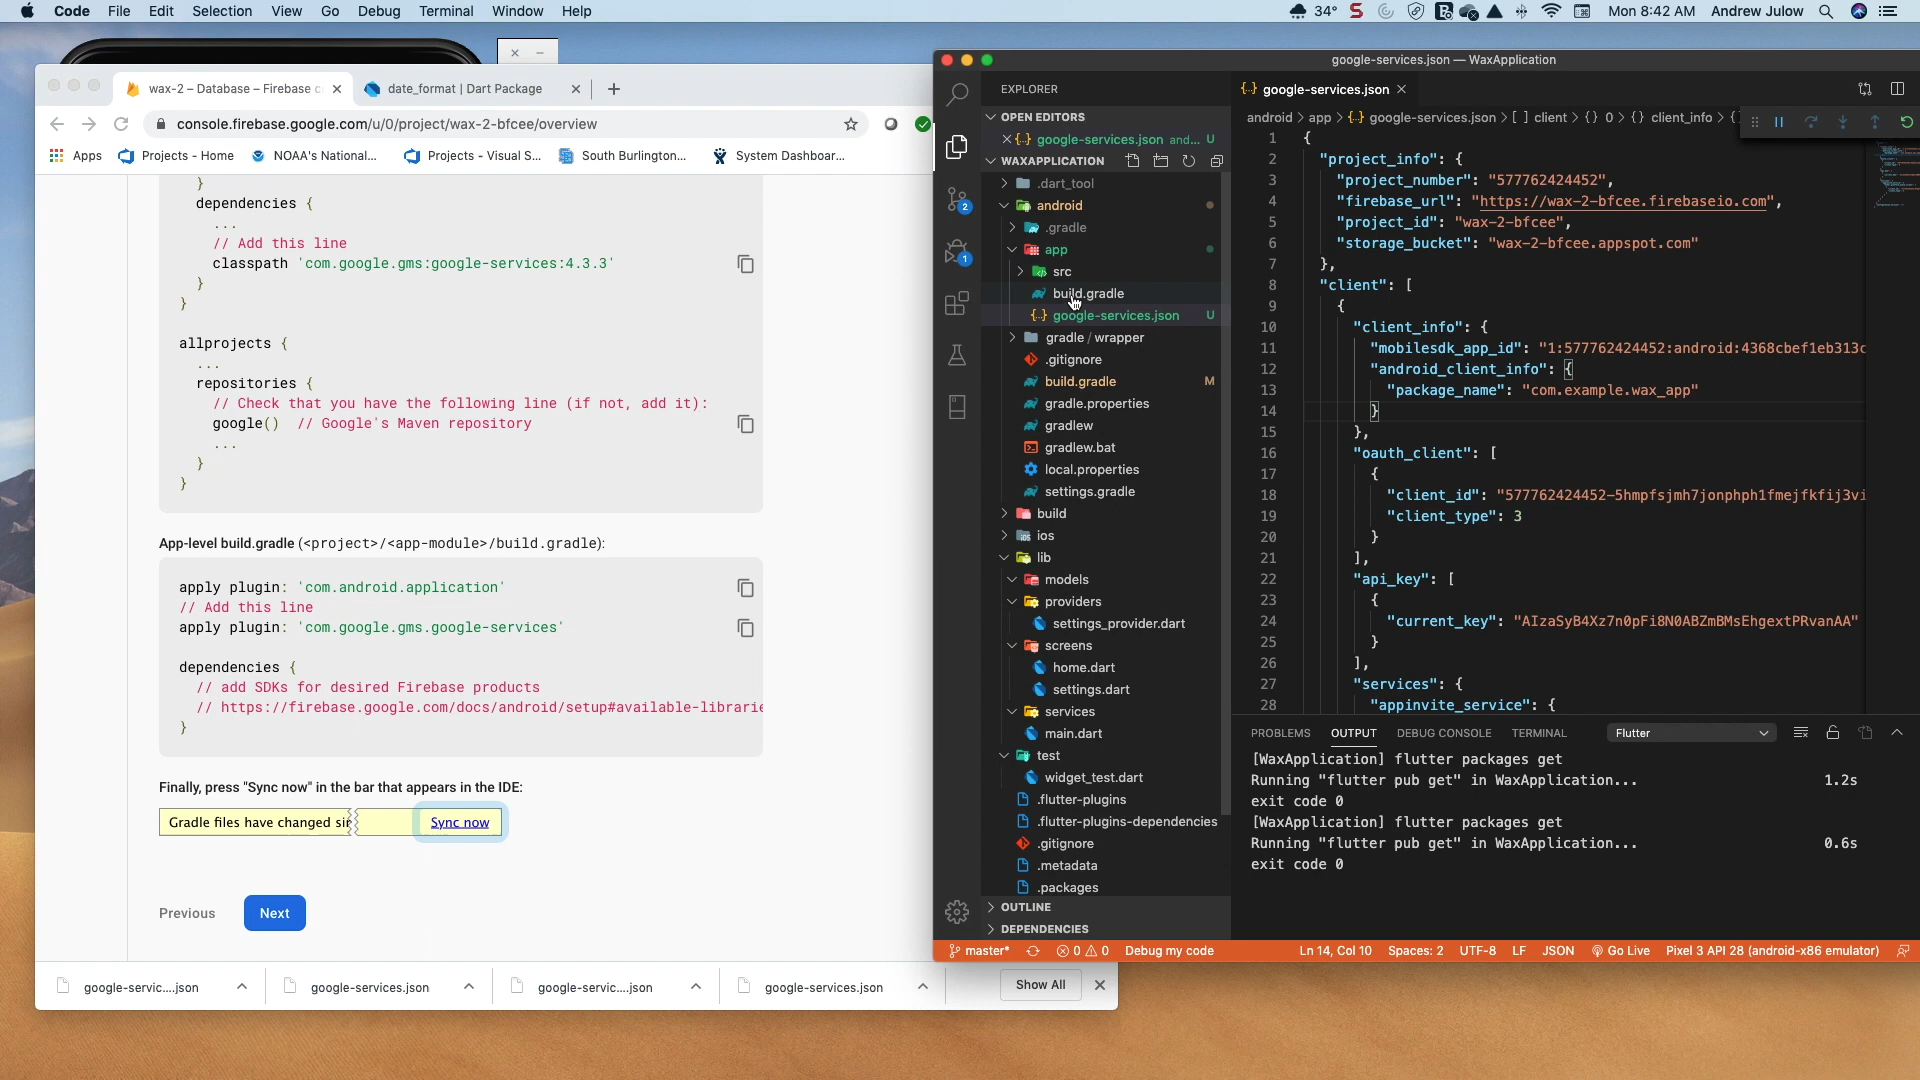 Code File Edit Selection View Go Debug Terminal Window Help
34° Mon 8:42 AM Andrew Julow
wax-2 – Database – Firebase c
date_format | Dart Package
console.firebase.google.com/u/0/project/wax-2-bfcee/overview
Apps Projects - Home NOAA's National... Projects - Visual S... South Burlington... System Dashboar...
}
dependencies {
...
// Add this line
classpath 'com.google.gms:google-services:4.3.3'
}
}
allprojects {
...
repositories {
// Check that you have the following line (if not, add it):
google() // Google's Maven repository
...
}
}
App-level build.gradle (<project>/<app-module>/build.gradle):
apply plugin: 'com.android.application'
// Add this line
apply plugin: 'com.google.gms.google-services'
dependencies {
// add SDKs for desired Firebase products
// https://firebase.google.com/docs/android/setup#available-librarie
}
Finally, press "Sync now" in the bar that appears in the IDE:
Gradle files have changed sin Sync now
Previous Next
google-servic....json google-services.json google-servic....json google-services.json Show All
google-services.json — WaxApplication
EXPLORER
OPEN EDITORS
google-services.json and... U
WAXAPPLICATION
.dart_tool
android
.gradle
app
src
build.gradle
google-services.json U
gradle / wrapper
.gitignore
build.gradle M
gradle.properties
gradlew
gradlew.bat
local.properties
settings.gradle
build
ios
lib
models
providers
settings_provider.dart
screens
home.dart
settings.dart
services
main.dart
test
widget_test.dart
.flutter-plugins
.flutter-plugins-dependencies
.gitignore
.metadata
.packages
OUTLINE
DEPENDENCIES
2
1
google-services.json
android > app > {..} google-services.json > [ ] client > {} 0 > {} client_info > {}
1 {
2 "project_info": {
3 "project_number": "577762424452",
4 "firebase_url": "https://wax-2-bfcee.firebaseio.com",
5 "project_id": "wax-2-bfcee",
6 "storage_bucket": "wax-2-bfcee.appspot.com"
7 },
8 "client": [
9 {
10 "client_info": {
11 "mobilesdk_app_id": "1:577762424452:android:4368cbef1eb313c
12 "android_client_info": {
13 "package_name": "com.example.wax_app"
14 }
15 },
16 "oauth_client": [
17 {
18 "client_id": "577762424452-5hmpfsjmh7jonphph1fmejfkfij3vi
19 "client_type": 3
20 }
21 ],
22 "api_key": [
23 {
24 "current_key": "AIzaSyB4Xz7n0pFi8N0ABZmBMsEhgextPRvanAA"
25 }
26 ],
27 "services": {
28 "appinvite_service": {
PROBLEMS OUTPUT DEBUG CONSOLE TERMINAL Flutter
[WaxApplication] flutter packages get
Running "flutter pub get" in WaxApplication... 1.2s
exit code 0
[WaxApplication] flutter packages get
Running "flutter pub get" in WaxApplication... 0.6s
exit code 0
master* 0 0 Debug my code Ln 14, Col 10 Spaces: 2 UTF-8 LF JSON Go Live Pixel 3 API 28 (android-x86 emulator)